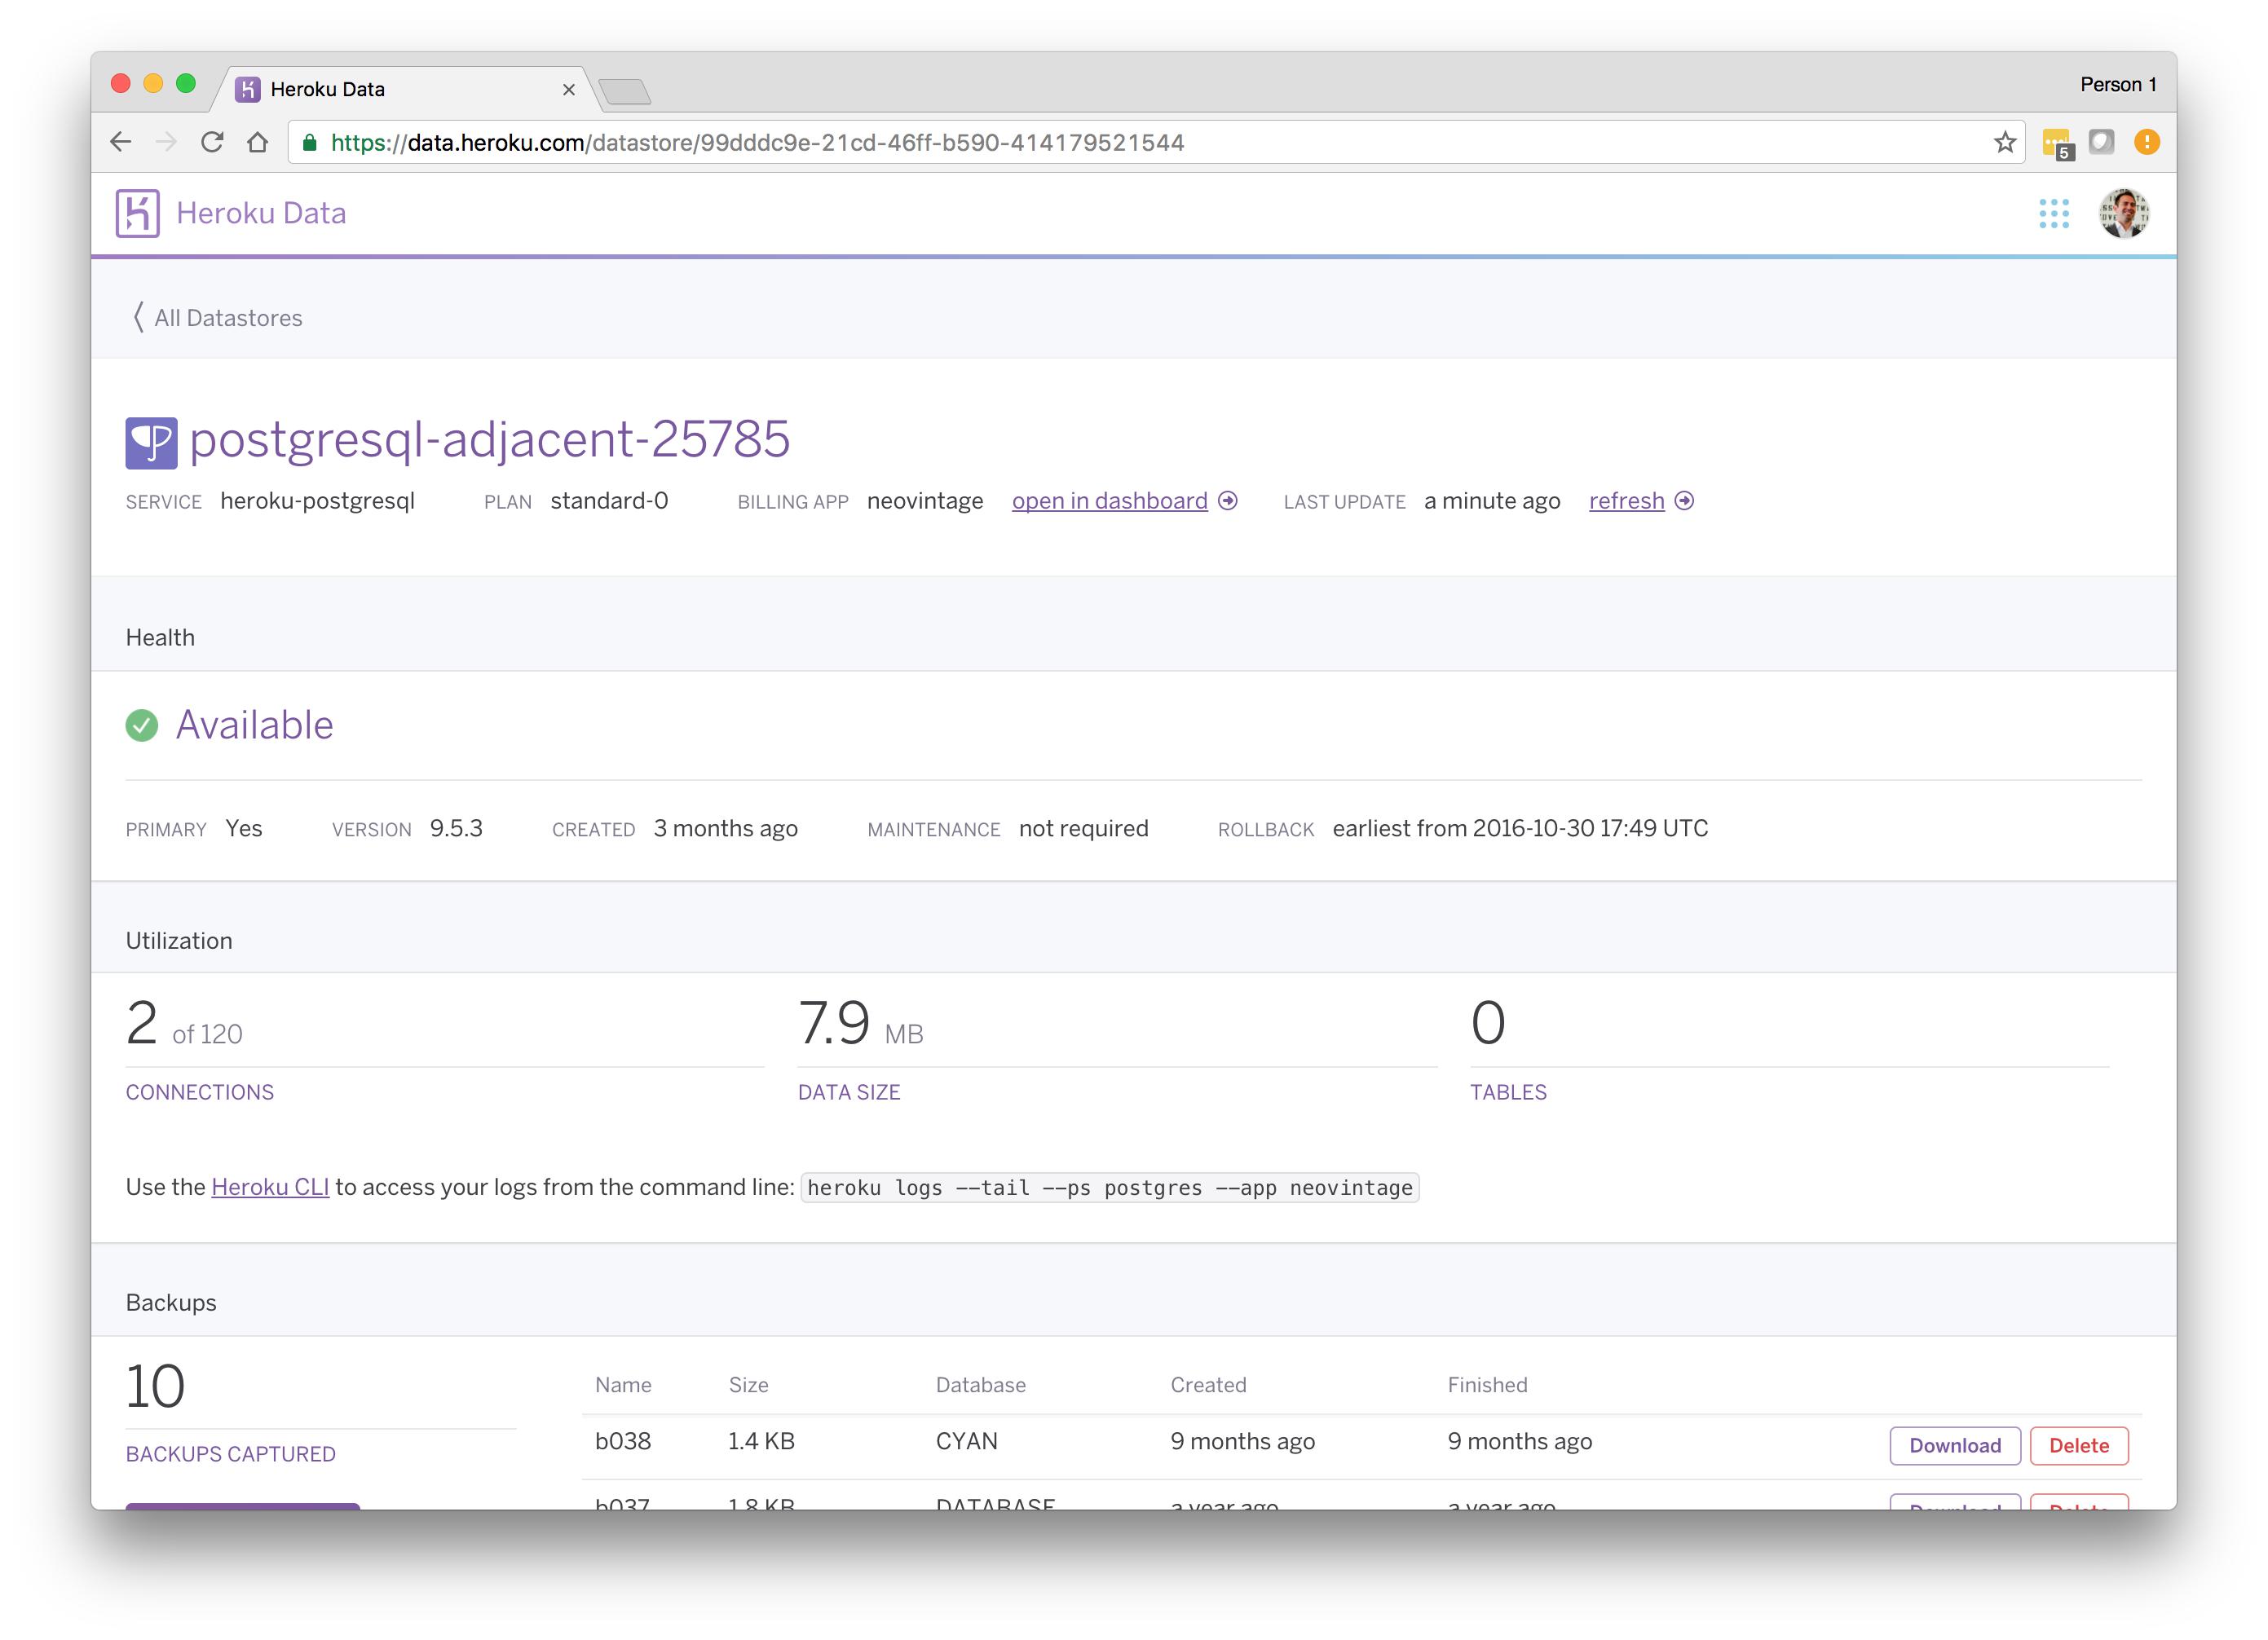 Heroku Data
Person 1
https://data.heroku.com/datastore/99dddc9e-21cd-46ff-b590-414179521544
5
Heroku Data
All Datastores
postgresql-adjacent-25785
SERVICE heroku-postgresql PLAN standard-0 BILLING APP neovintage open in dashboard LAST UPDATE a minute ago refresh
Health
Available
PRIMARY Yes VERSION 9.5.3 CREATED 3 months ago MAINTENANCE not required ROLLBACK earliest from 2016-10-30 17:49 UTC
Utilization
2 of 120
CONNECTIONS
7.9 MB
DATA SIZE
0
TABLES
Use the Heroku CLI to access your logs from the command line: heroku logs --tail --ps postgres --app neovintage
Backups
10
BACKUPS CAPTURED
Name Size Database Created Finished
b038 1.4 KB CYAN 9 months ago 9 months ago Download Delete
b037 1.8 KB DATABASE a year ago a year ago Download Delete